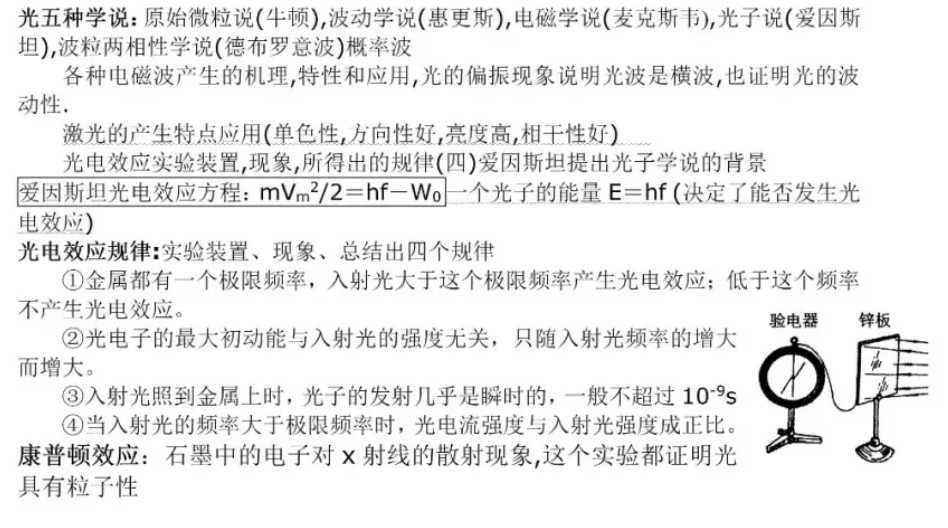 光五种学说：原始微粒说(牛顿),波动学说(惠更斯),电磁学说(麦克斯韦),光子说(爱因斯
坦),波粒两相性学说(德布罗意波)概率波
各种电磁波产生的机理,特性和应用,光的偏振现象说明光波是横波,也证明光的波
动性.
激光的产生特点应用(单色性,方向性好,亮度高,相干性好)
光电效应实验装置,现象,所得出的规律(四)爱因斯坦提出光子学说的背景
爱因斯坦光电效应方程：mVm²/2＝hf－W₀ 一个光子的能量 E＝hf (决定了能否发生光
电效应)
光电效应规律:实验装置、现象、总结出四个规律
①金属都有一个极限频率，入射光大于这个极限频率产生光电效应；低于这个频率
不产生光电效应。
②光电子的最大初动能与入射光的强度无关，只随入射光频率的增大
而增大。
③入射光照到金属上时，光子的发射几乎是瞬时的，一般不超过 10⁻⁹s
④当入射光的频率大于极限频率时，光电流强度与入射光强度成正比。
康普顿效应：石墨中的电子对 x 射线的散射现象,这个实验都证明光
具有粒子性
验电器 锌板